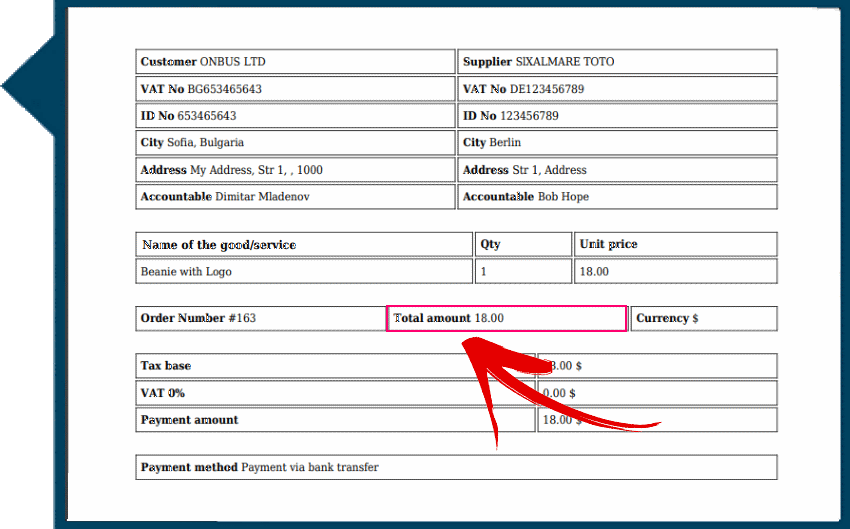 Customer ONBUS LTD Supplier SIXALMARE TOTO
VAT No BG653465643 VAT No DE123456789
ID No 653465643 ID No 123456789
City Sofia, Bulgaria City Berlin
Address My Address, Str 1, , 1000 Address Str 1, Address
Accountable Dimitar Mladenov Accountable Bob Hope
Name of the good/service Qty Unit price
Beanie with Logo 1 18.00
Order Number #163 Total amount 18.00 Currency $
Tax base $
VAT 0% 0.00 $
Payment amount 18.00 $
Payment method Payment via bank transfer